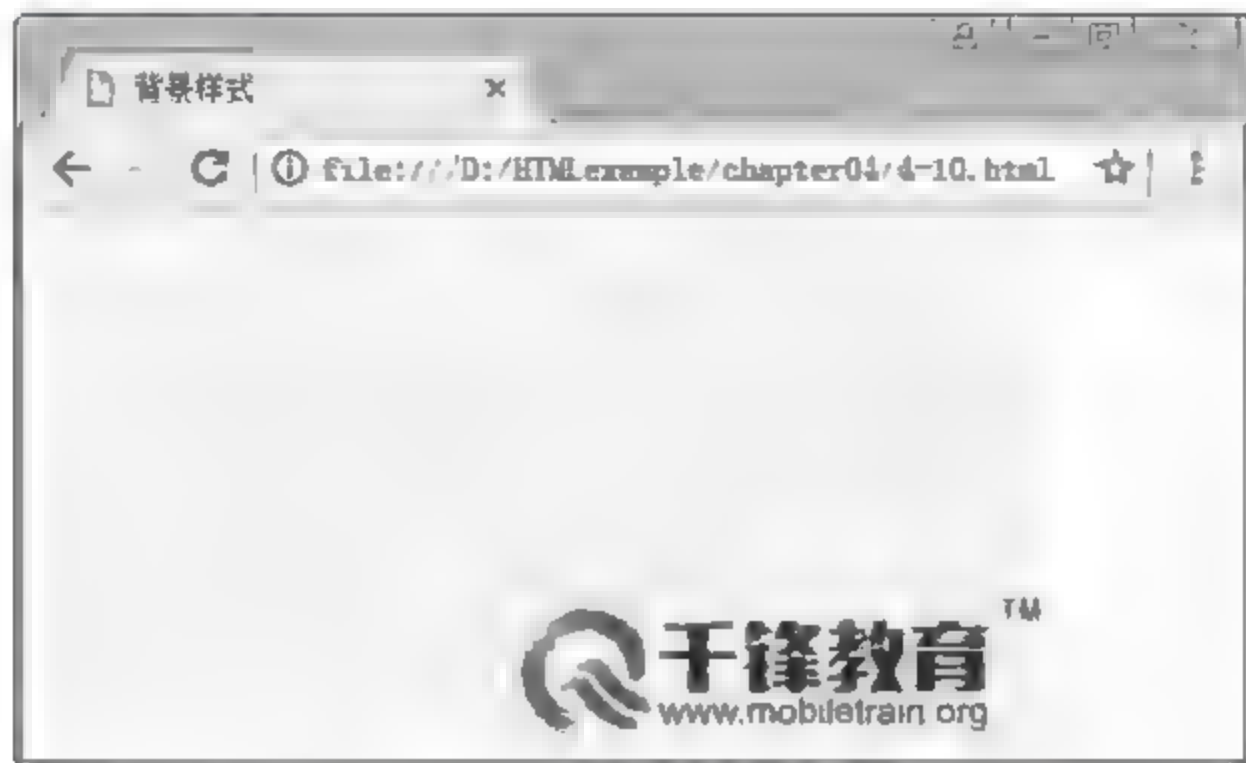 背景样式
file:///D:/HTMLexample/chapter04/4-10.html
千锋教育 TM
www.mobiletrain.org